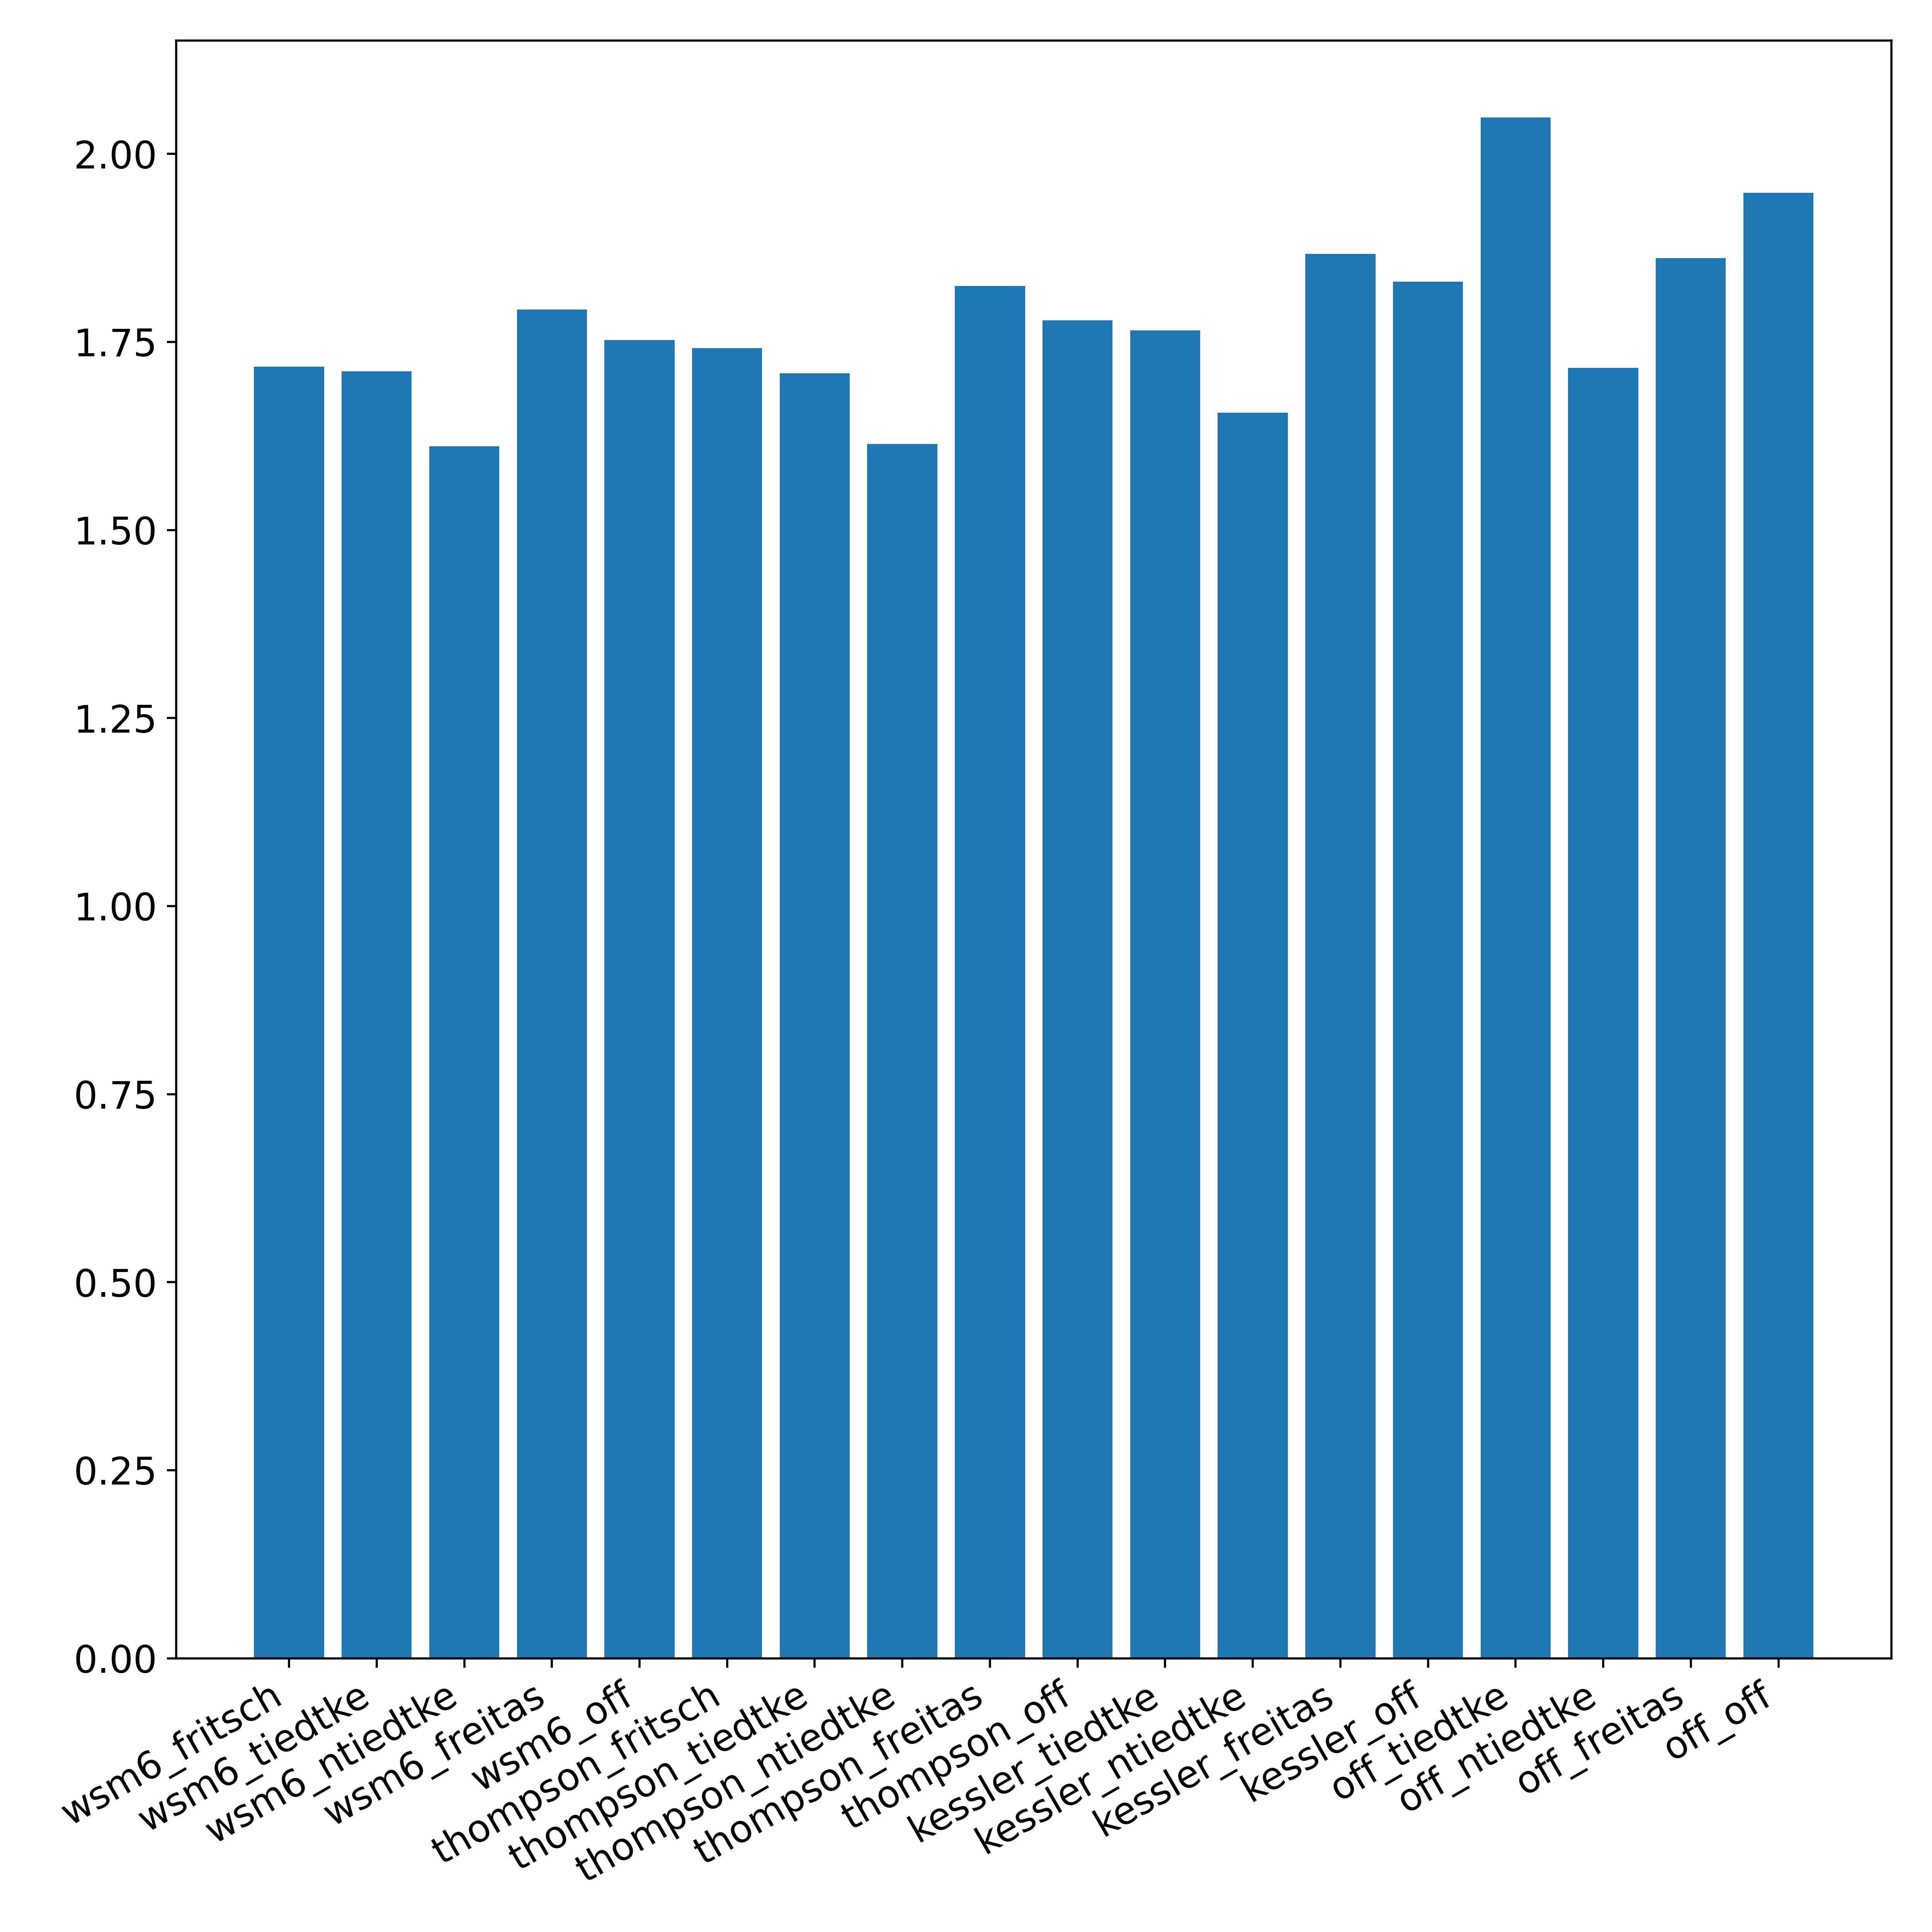 2.00
1.75
1.50
1.25
1.00
0.75
0.50
0.25
0.00
wsm6_fritsch
wsm6_tiedtke
wsm6_ntiedtke
wsm6_freitas
wsm6_off
thompson_fritsch
thompson_tiedtke
thompson_ntiedtke
thompson_freitas
thompson_off
kessler_tiedtke
kessler_ntiedtke
kessler_freitas
kessler_off
off_tiedtke
off_ntiedtke
off_freitas
off_off